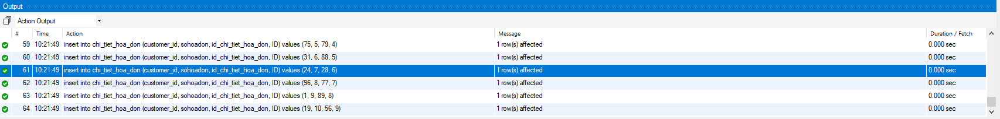 Output
Action Output
# Time Action Message Duration / Fetch
59 10:21:49 insert into chi_tiet_hoa_don (customer_id, sohoadon, id_chi_tiet_hoa_don, ID) values (75, 5, 79, 4) 1 row(s) affected 0.000 sec
60 10:21:49 insert into chi_tiet_hoa_don (customer_id, sohoadon, id_chi_tiet_hoa_don, ID) values (31, 6, 88, 5) 1 row(s) affected 0.000 sec
61 10:21:49 insert into chi_tiet_hoa_don (customer_id, sohoadon, id_chi_tiet_hoa_don, ID) values (24, 7, 28, 6) 1 row(s) affected 0.000 sec
62 10:21:49 insert into chi_tiet_hoa_don (customer_id, sohoadon, id_chi_tiet_hoa_don, ID) values (96, 8, 77, 7) 1 row(s) affected 0.000 sec
63 10:21:49 insert into chi_tiet_hoa_don (customer_id, sohoadon, id_chi_tiet_hoa_don, ID) values (1, 9, 89, 8) 1 row(s) affected 0.000 sec
64 10:21:49 insert into chi_tiet_hoa_don (customer_id, sohoadon, id_chi_tiet_hoa_don, ID) values (19, 10, 56, 9) 1 row(s) affected 0.000 sec